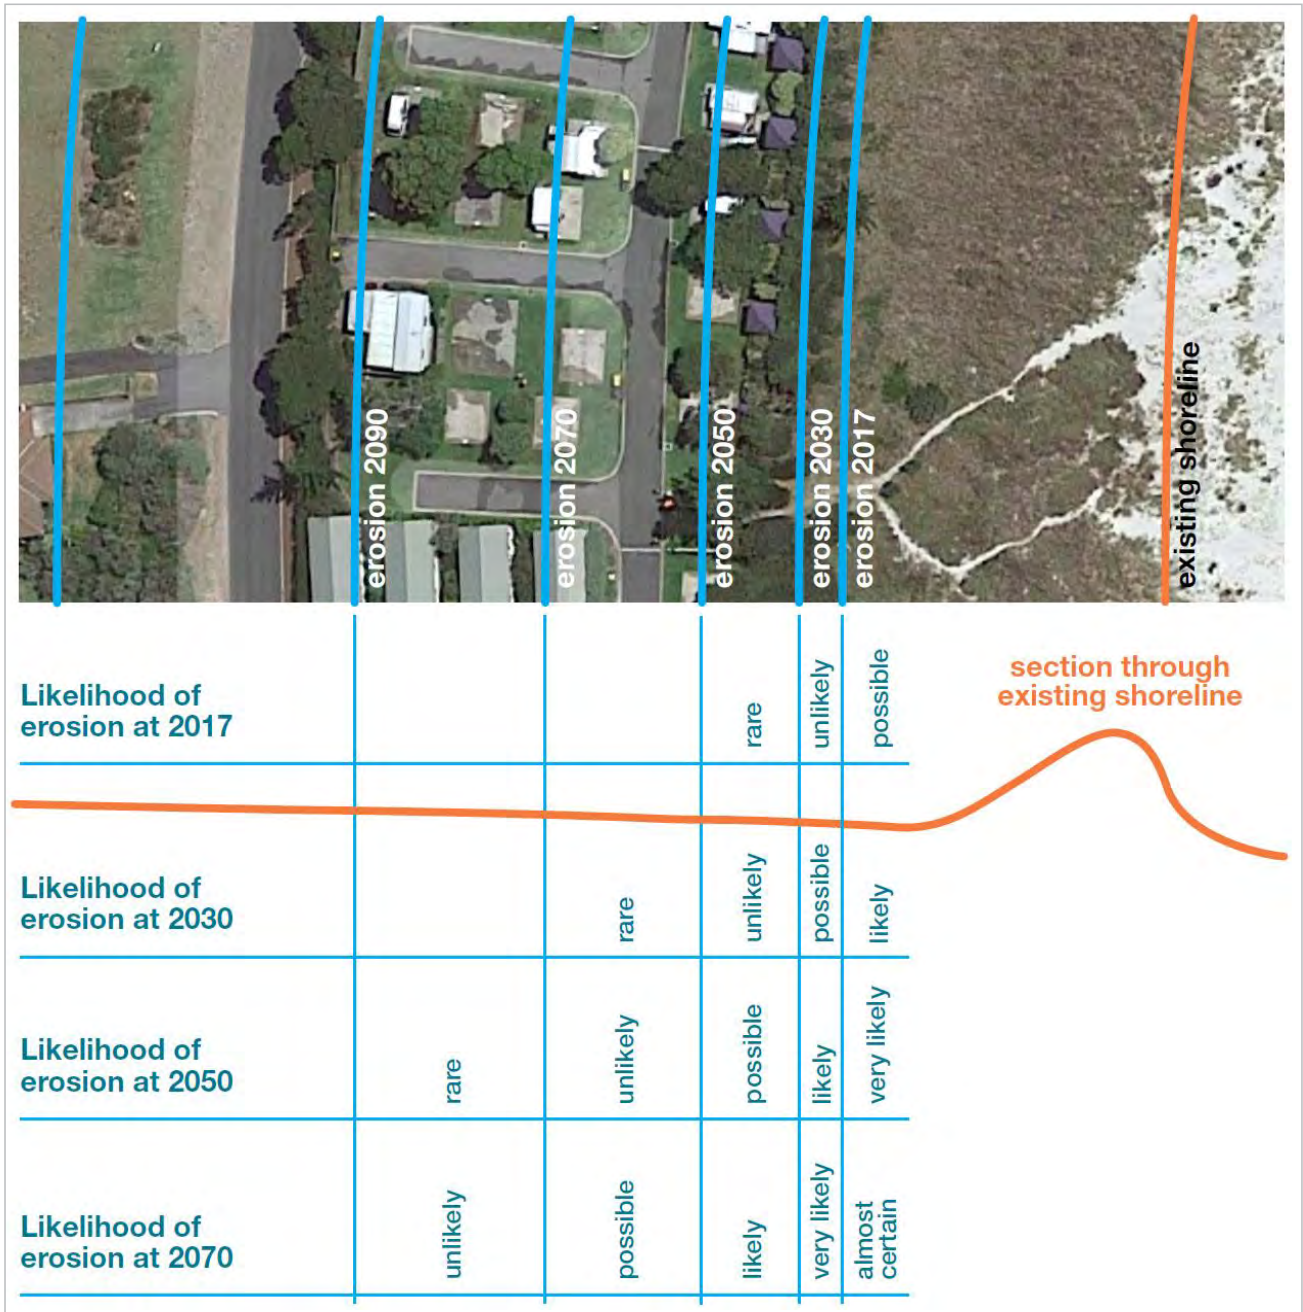 erosion 2090
erosion 2070
erosion 2050
erosion 2030
erosion 2017
existing shoreline
section through
existing shoreline
Likelihood of
erosion at 2017
rare
unlikely
possible
Likelihood of
erosion at 2030
rare
unlikely
possible
likely
Likelihood of
erosion at 2050
rare
unlikely
possible
likely
very likely
Likelihood of
erosion at 2070
unlikely
possible
likely
very likely
almost
certain